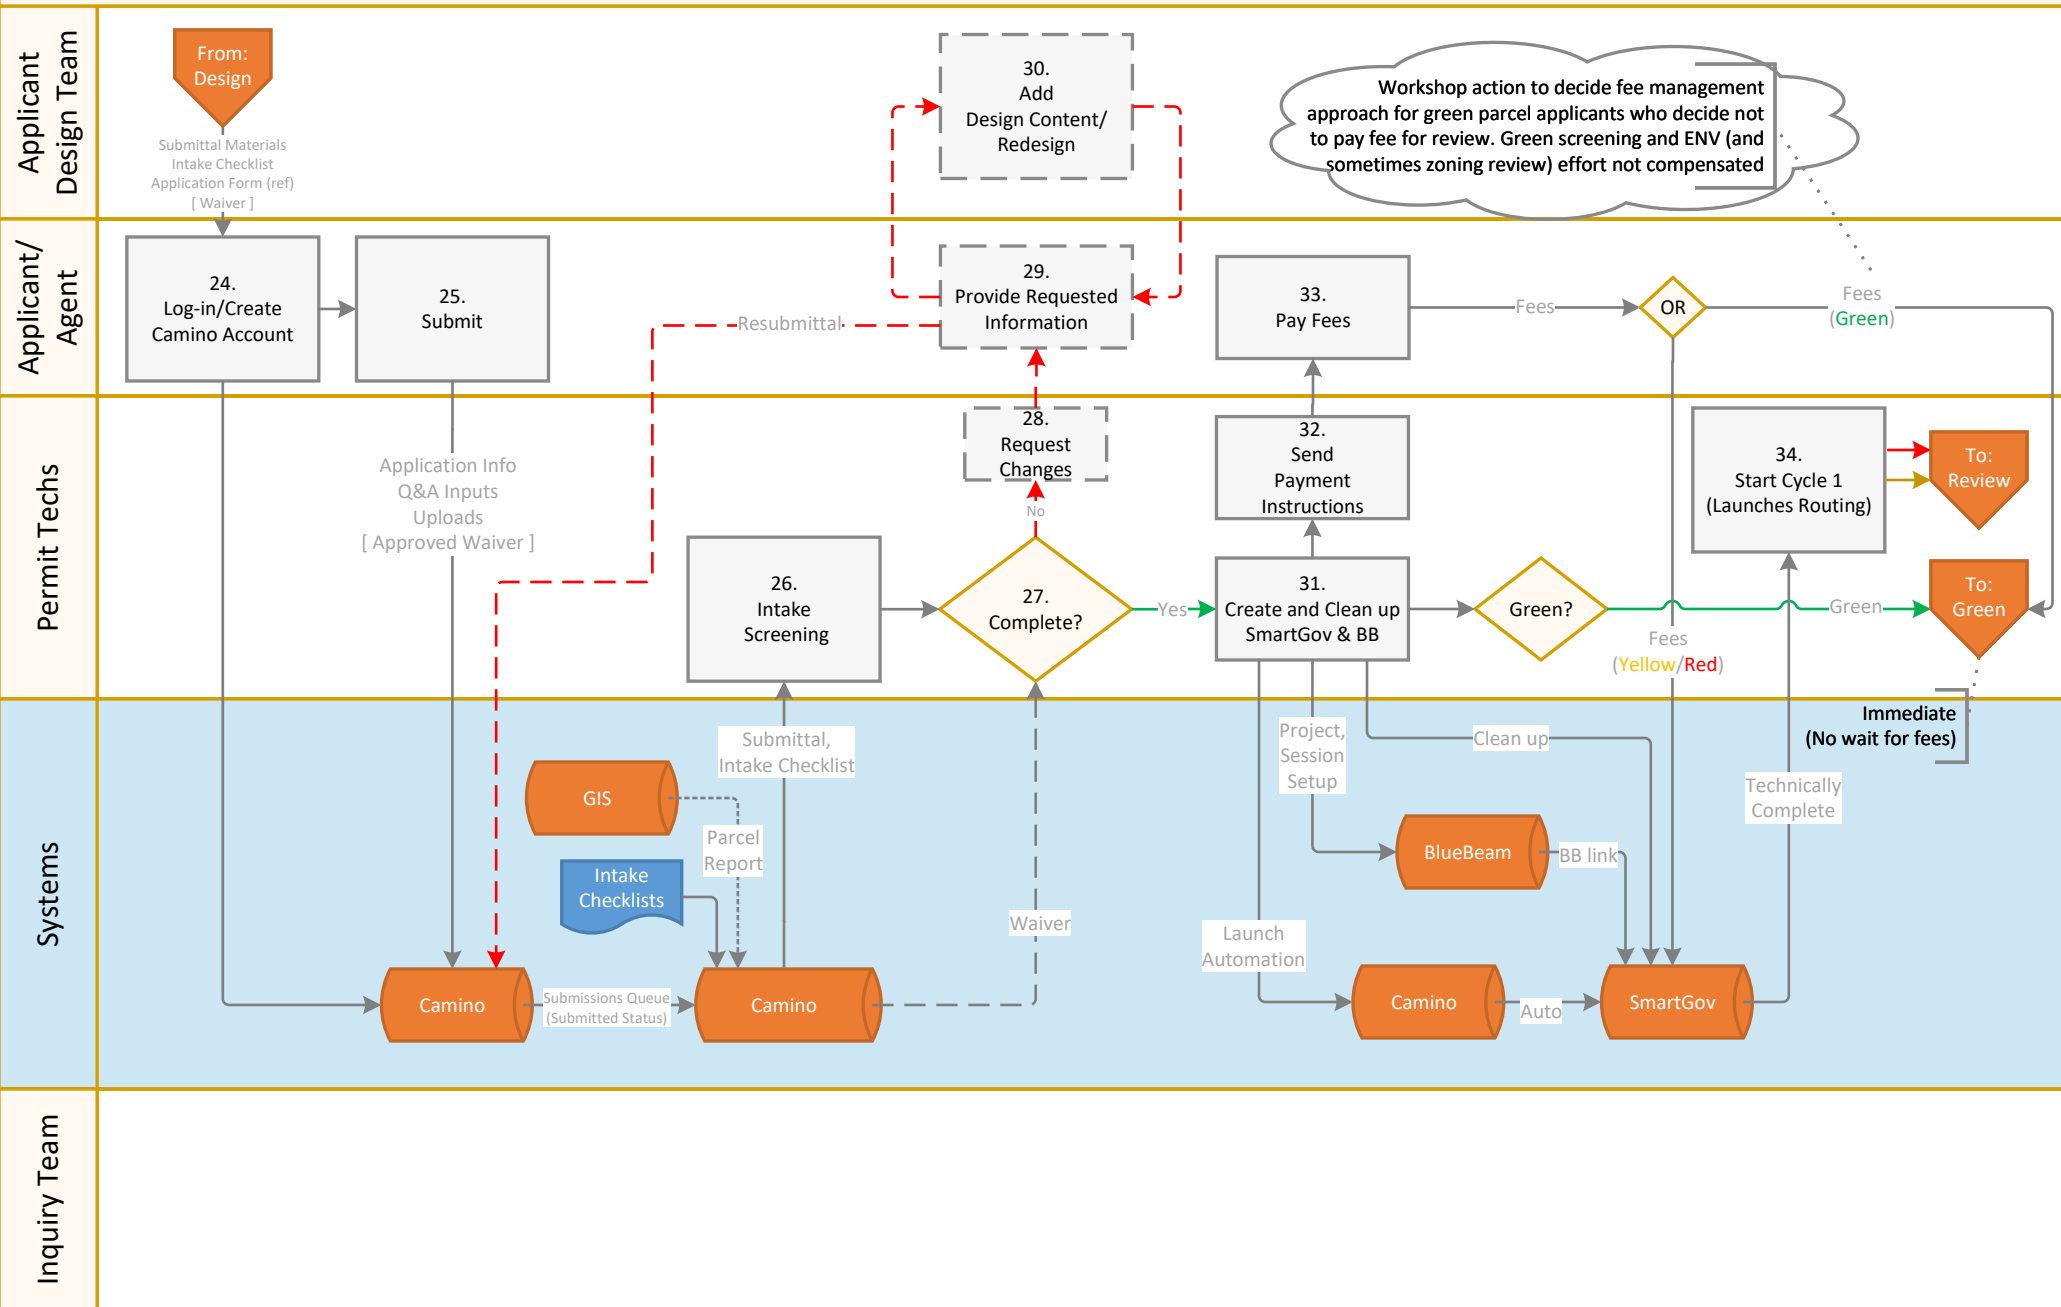 Applicant
Design Team
From:
Design
Submittal Materials
Intake Checklist
Application Form (ref)
[ Waiver ]
30.
Add
Design Content/
Redesign
Workshop action to decide fee management
approach for green parcel applicants who decide not
to pay fee for review. Green screening and ENV (and
sometimes zoning review) effort not compensated
Applicant/
Agent
24.
Log-in/Create
Camino Account
25.
Submit
Resubmittal
29.
Provide Requested
Information
33.
Pay Fees
Fees
OR
Fees
(Green)
Permit Techs
Application Info
Q&A Inputs
Uploads
[ Approved Waiver ]
26.
Intake
Screening
28.
Request
Changes
No
27.
Complete?
Yes
32.
Send
Payment
Instructions
31.
Create and Clean up
SmartGov & BB
Green?
Fees
(Yellow/Red)
34.
Start Cycle 1
(Launches Routing)
To:
Review
Green
To:
Green
Systems
GIS
Intake
Checklists
Parcel
Report
Submittal,
Intake Checklist
Waiver
Camino
Submissions Queue
(Submitted Status)
Camino
Project,
Session
Setup
Clean up
BlueBeam
BB link
Launch
Automation
Camino
Auto
SmartGov
Technically
Complete
Immediate
(No wait for fees)
Inquiry Team